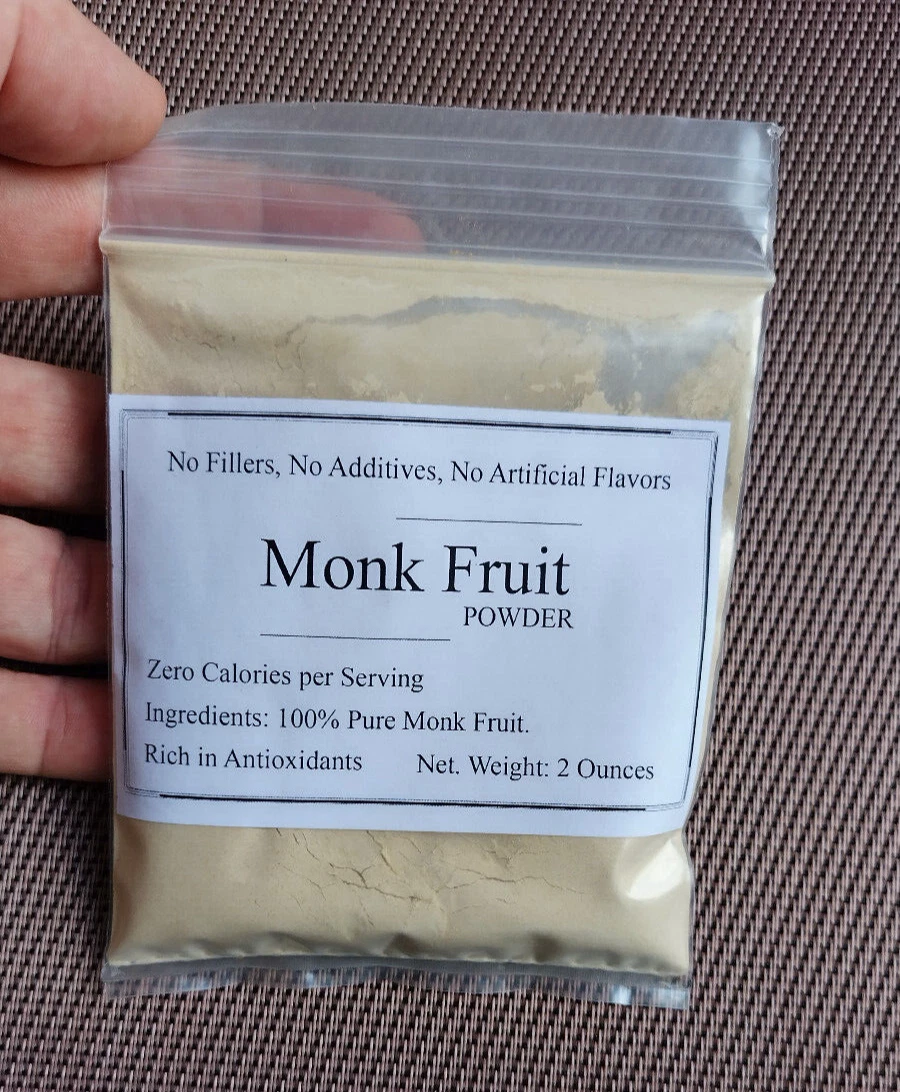 No Fillers, No Additives, No Artificial Flavors
Monk Fruit
POWDER
Zero Calories per Serving
Ingredients: 100% Pure Monk Fruit.
Rich in Antioxidants Net. Weight: 2 Ounces